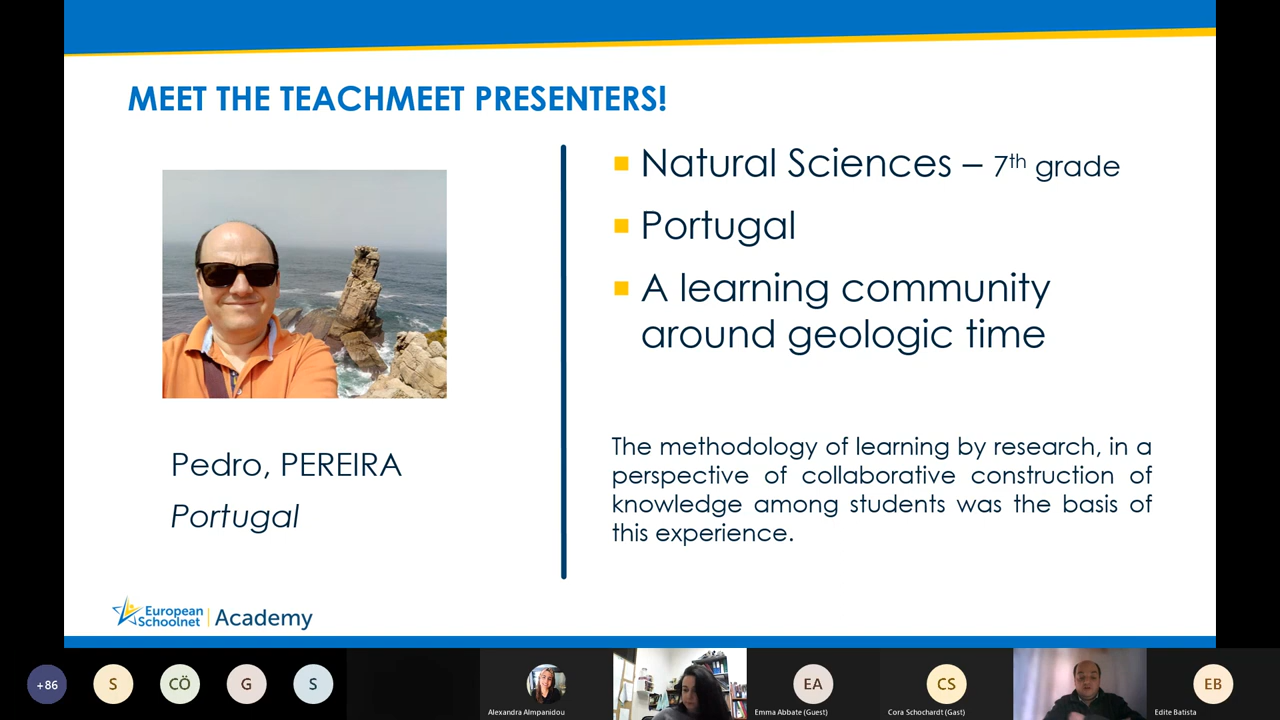 MEET THE TEACHMEET PRESENTERS!
Natural Sciences – 7th grade
Portugal
A learning community
around geologic time
Pedro, PEREIRA
Portugal
The methodology of learning by research, in a
perspective of collaborative construction of
knowledge among students was the basis of
this experience.
European
Schoolnet
Academy
+86
S
CÖ
G
S
Alexandra Almpanidou
EA
Emma Abbate (Guest)
CS
Cora Schochardt (Gast)
EB
Edite Batista